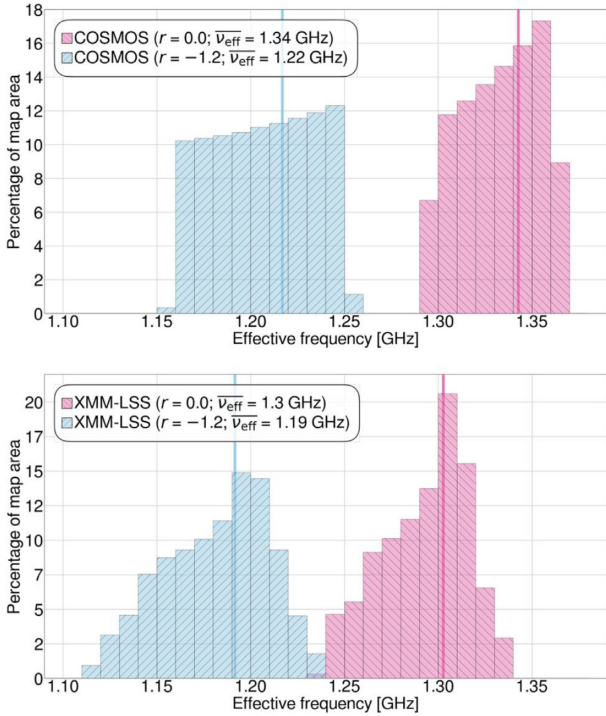 18
16
14
12
10
8
6
4
2
0
Percentage of map area
COSMOS (r = 0.0; ν̅eff = 1.34 GHz)
COSMOS (r = −1.2; ν̅eff = 1.22 GHz)
1.10 1.15 1.20 1.25 1.30 1.35
Effective frequency [GHz]
20
17
15
12
10
7
5
2
0
Percentage of map area
XMM-LSS (r = 0.0; ν̅eff = 1.3 GHz)
XMM-LSS (r = −1.2; ν̅eff = 1.19 GHz)
1.10 1.15 1.20 1.25 1.30 1.35
Effective frequency [GHz]